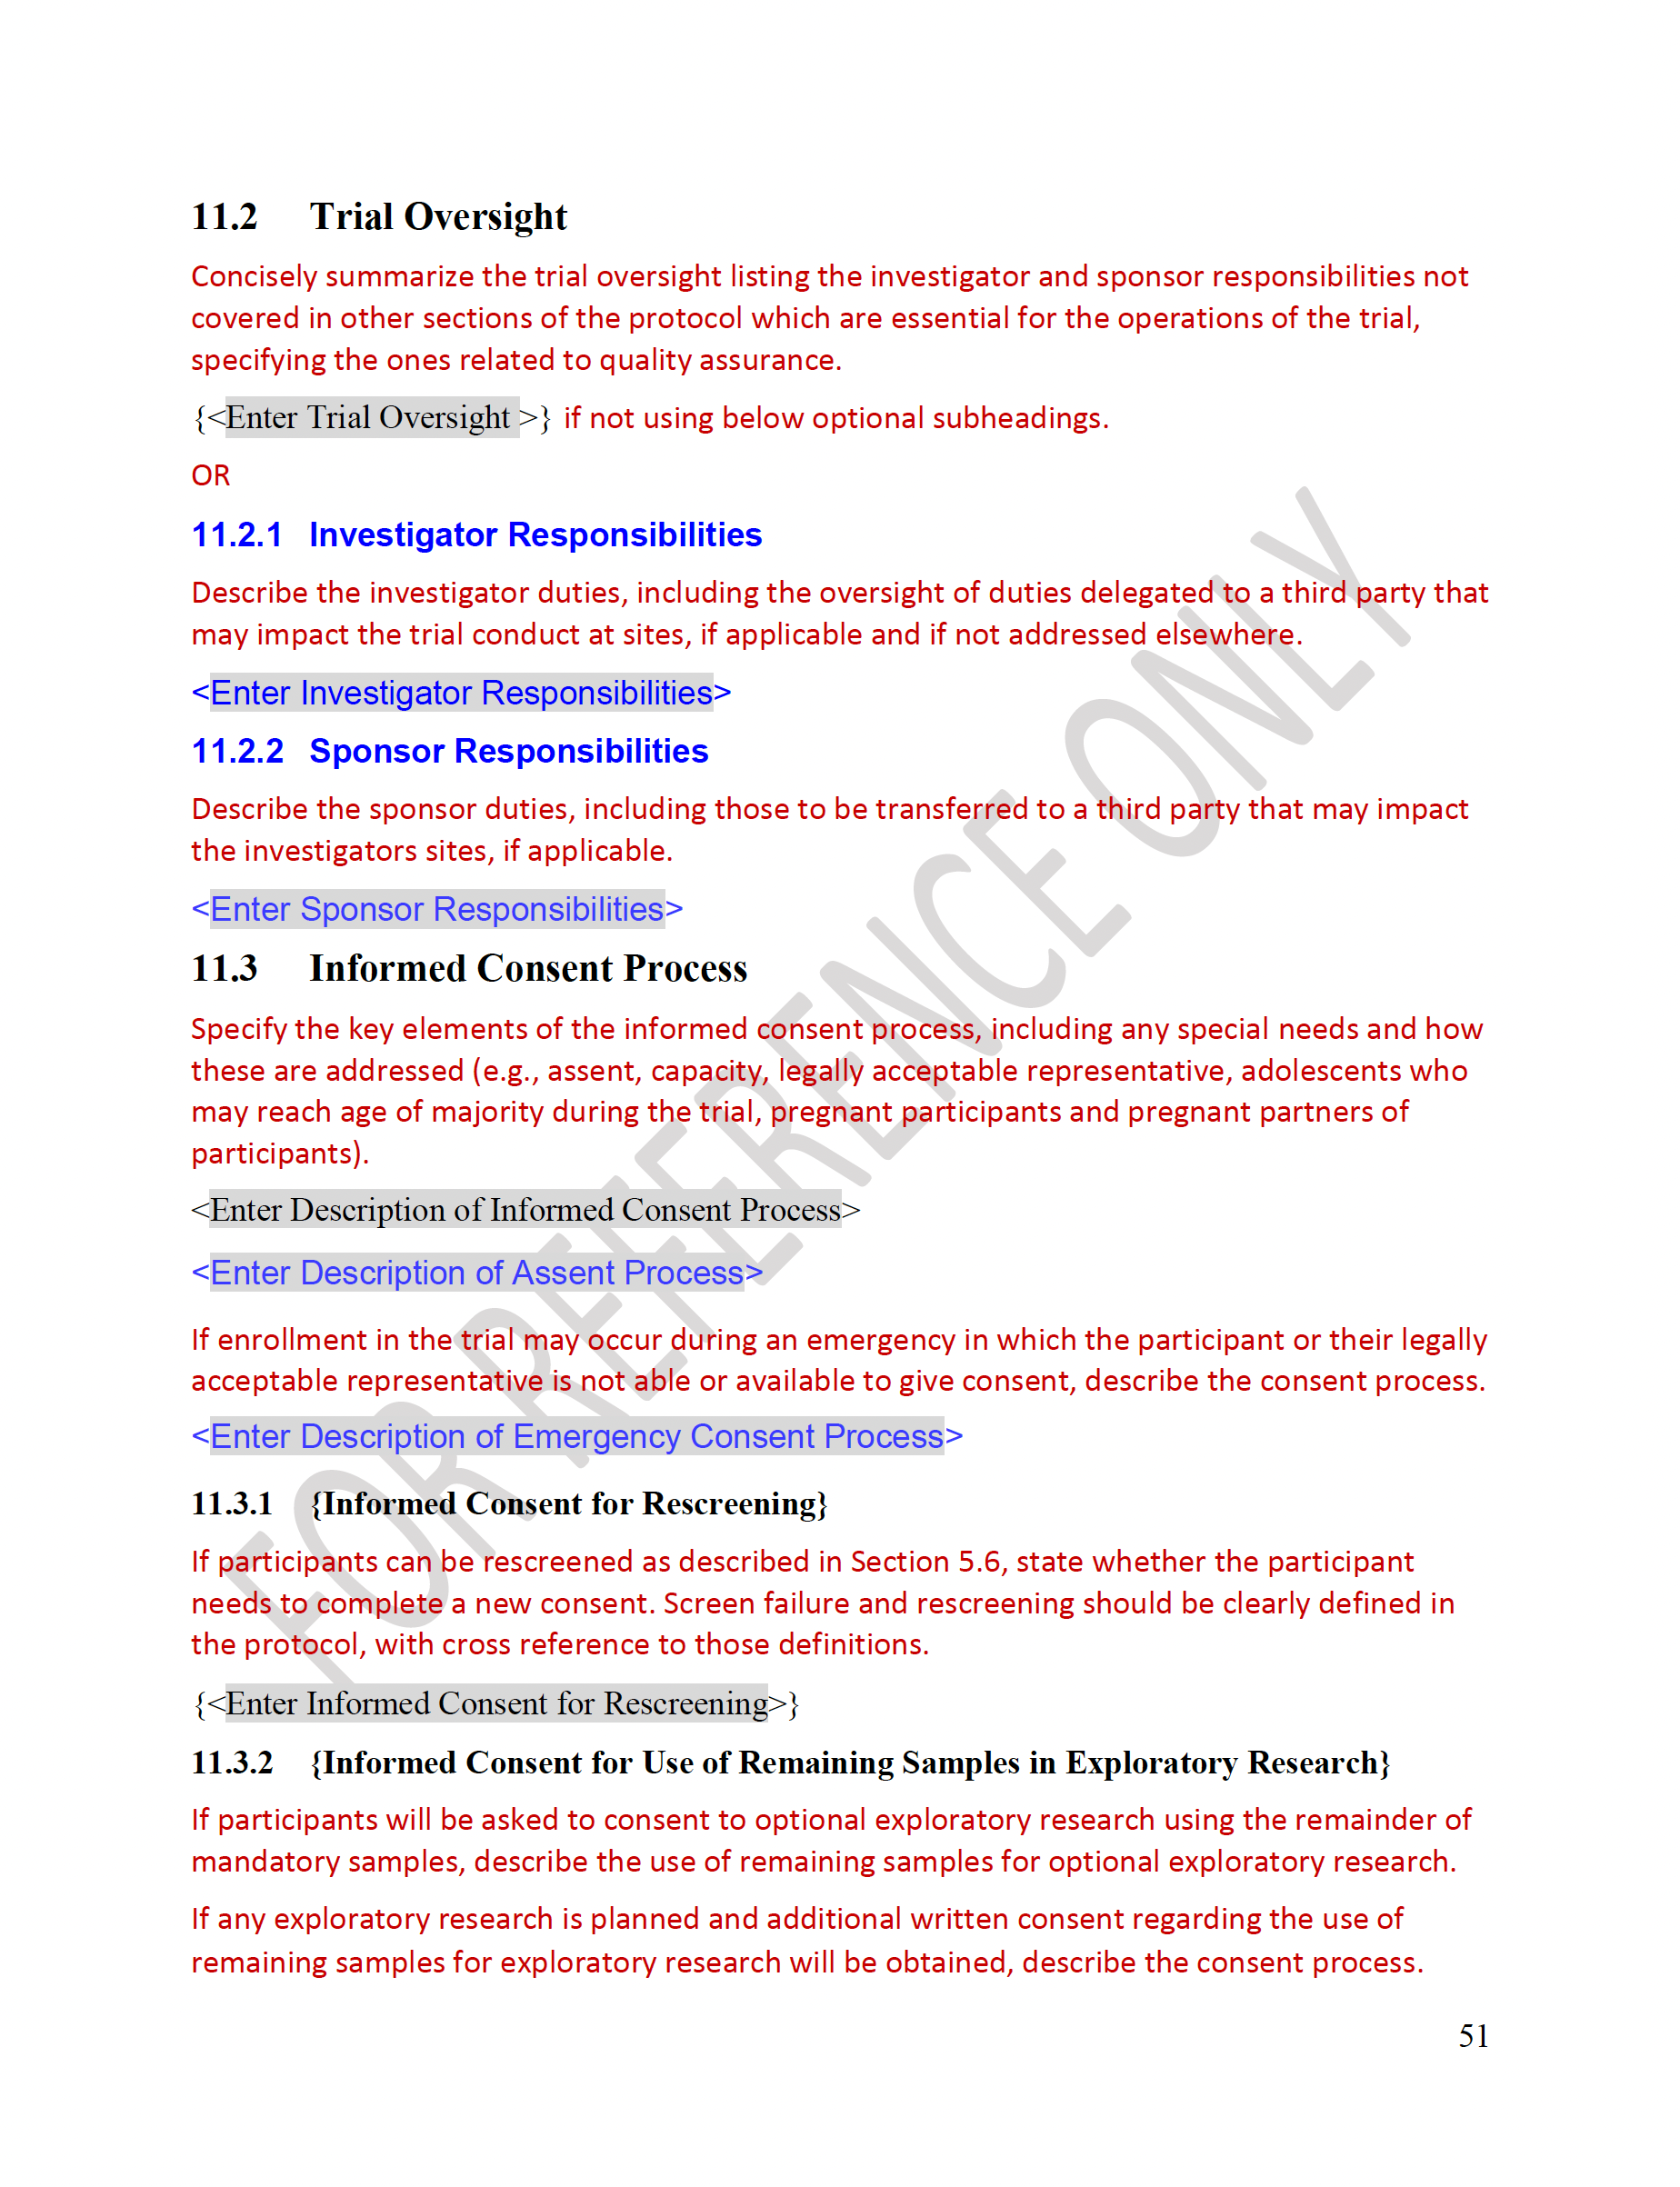 11.2 Trial Oversight
Concisely summarize the trial oversight listing the investigator and sponsor responsibilities not
covered in other sections of the protocol which are essential for the operations of the trial,
specifying the ones related to quality assurance.
{<Enter Trial Oversight >} if not using below optional subheadings.
OR
11.2.1 Investigator Responsibilities
Describe the investigator duties, including the oversight of duties delegated to a third party that
may impact the trial conduct at sites, if applicable and if not addressed elsewhere.
<Enter Investigator Responsibilities>
11.2.2 Sponsor Responsibilities
Describe the sponsor duties, including those to be transferred to a third party that may impact
the investigators sites, if applicable.
<Enter Sponsor Responsibilities>
11.3 Informed Consent Process
Specify the key elements of the informed consent process, including any special needs and how
these are addressed (e.g., assent, capacity, legally acceptable representative, adolescents who
may reach age of majority during the trial, pregnant participants and pregnant partners of
participants).
<Enter Description of Informed Consent Process>
<Enter Description of Assent Process>
If enrollment in the trial may occur during an emergency in which the participant or their legally
acceptable representative is not able or available to give consent, describe the consent process.
<Enter Description of Emergency Consent Process>
11.3.1 {Informed Consent for Rescreening}
If participants can be rescreened as described in Section 5.6, state whether the participant
needs to complete a new consent. Screen failure and rescreening should be clearly defined in
the protocol, with cross reference to those definitions.
{<Enter Informed Consent for Rescreening>}
11.3.2 {Informed Consent for Use of Remaining Samples in Exploratory Research}
If participants will be asked to consent to optional exploratory research using the remainder of
mandatory samples, describe the use of remaining samples for optional exploratory research.
If any exploratory research is planned and additional written consent regarding the use of
remaining samples for exploratory research will be obtained, describe the consent process.
51
FOR REFERENCE ONLY